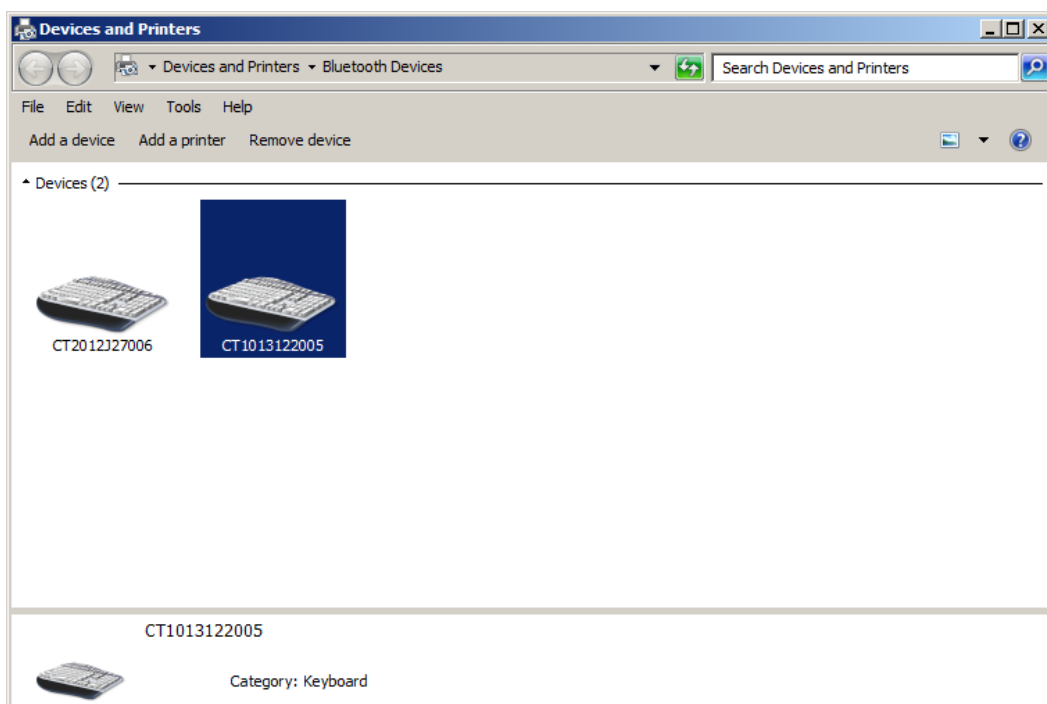 Devices and Printers
Devices and Printers Bluetooth Devices Search Devices and Printers
File Edit View Tools Help
Add a device Add a printer Remove device
Devices (2)
CT2012J27006 CT1013122005
CT1013122005
Category: Keyboard